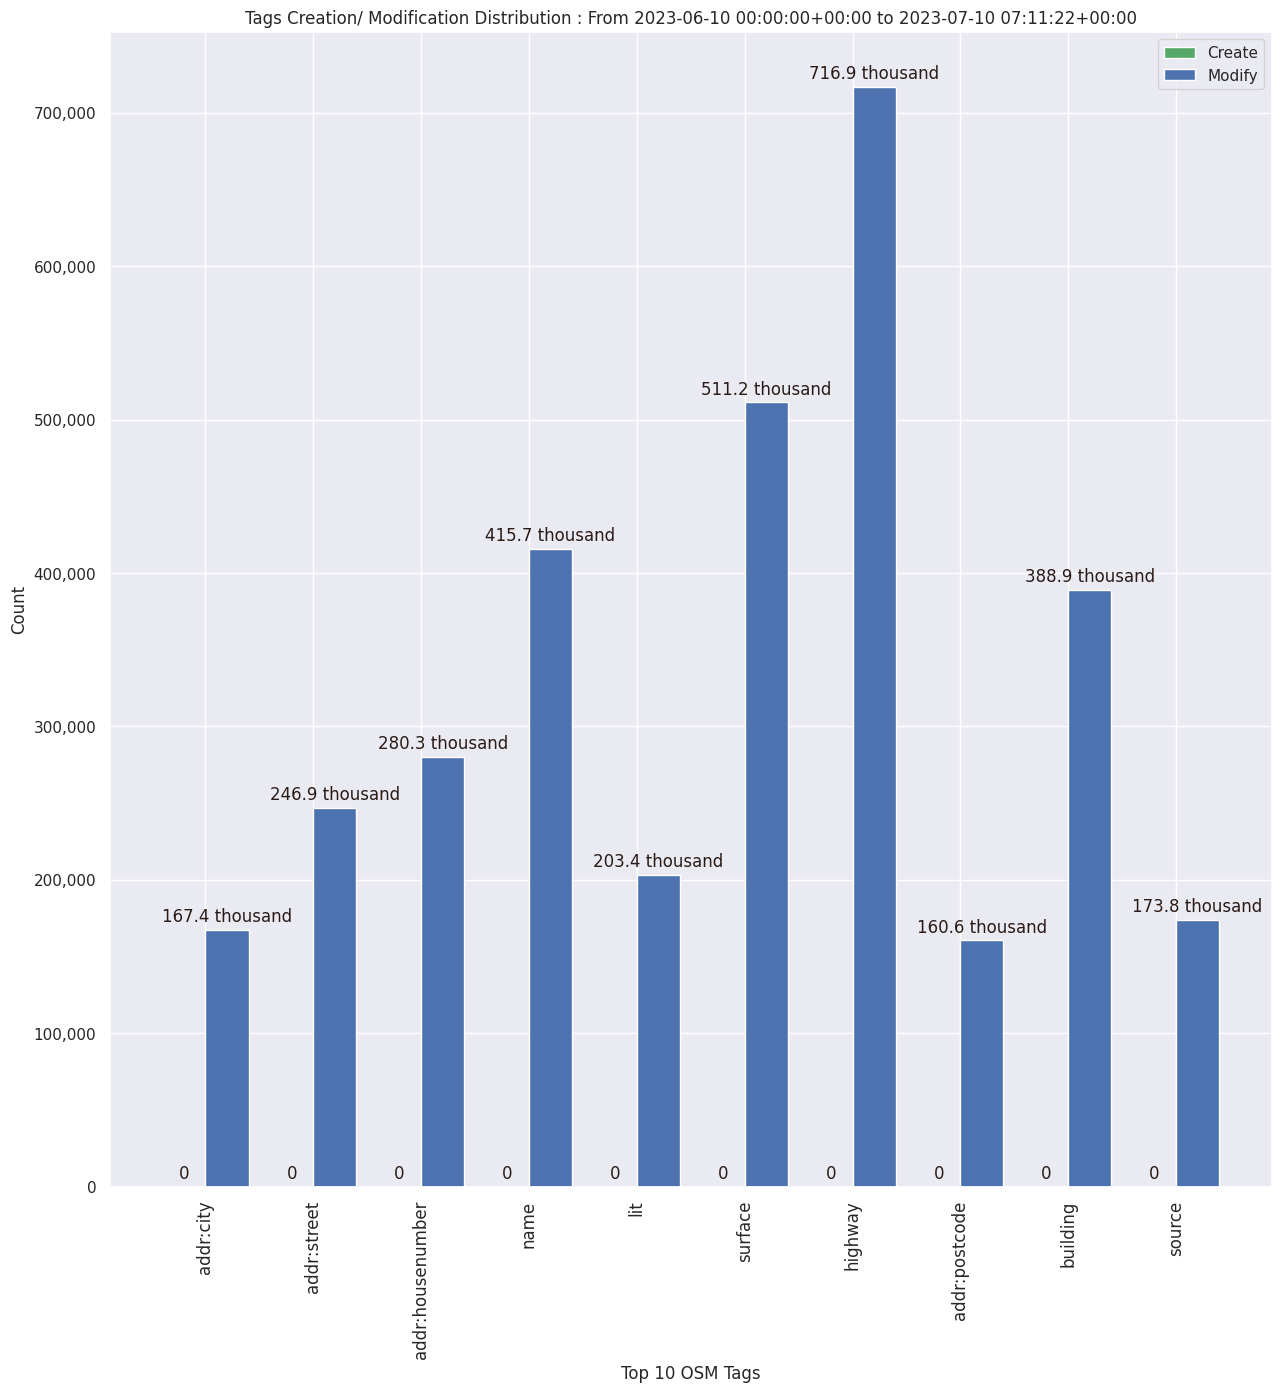 Tags Creation/ Modification Distribution : From 2023-06-10 00:00:00+00:00 to 2023-07-10 07:11:22+00:00
Create
Modify
716.9 thousand
700,000
600,000
511.2 thousand
500,000
415.7 thousand
400,000
388.9 thousand
Count
300,000
280.3 thousand
246.9 thousand
203.4 thousand
200,000
173.8 thousand
167.4 thousand
160.6 thousand
100,000
0 0 0 0 0 0 0 0 0 0
0
addr:city
addr:street
addr:housenumber
name
lit
surface
highway
addr:postcode
building
source
Top 10 OSM Tags